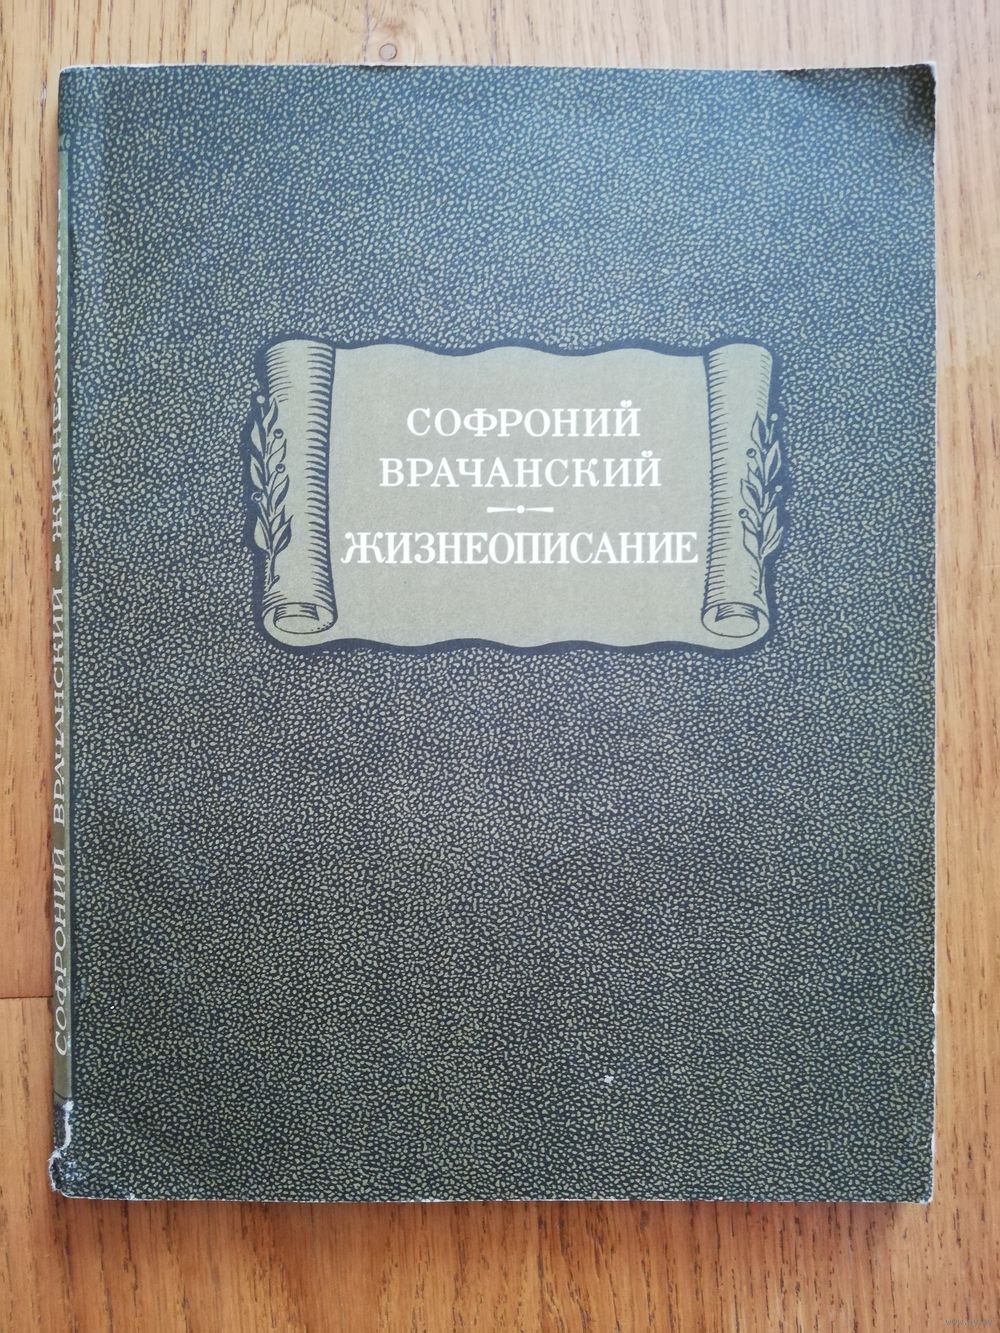 СОФРОНИЙ
ВРАЧАНСКИЙ
ЖИЗНЕОПИСАНИЕ
СОФРОНИЙ ВРАЧАНСКИЙ ✦ ЖИЗНЕОПИСАНИЕ